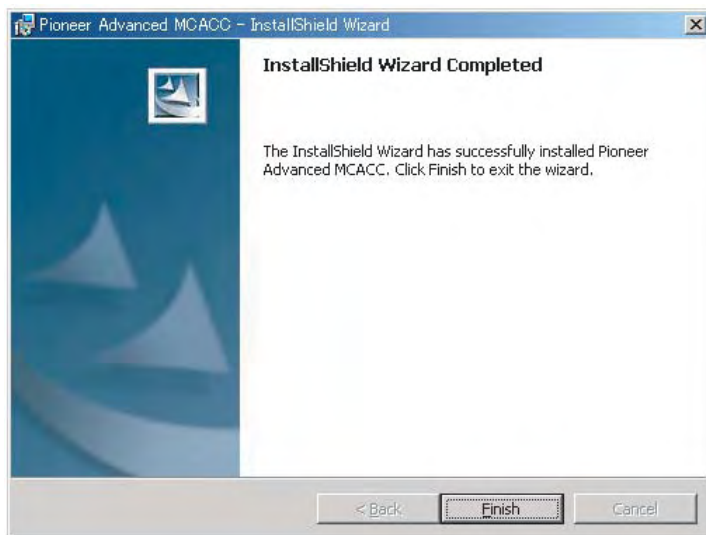 Pioneer Advanced MCACC - InstallShield Wizard
InstallShield Wizard Completed
The InstallShield Wizard has successfully installed Pioneer
Advanced MCACC. Click Finish to exit the wizard.
< Back
Finish
Cancel